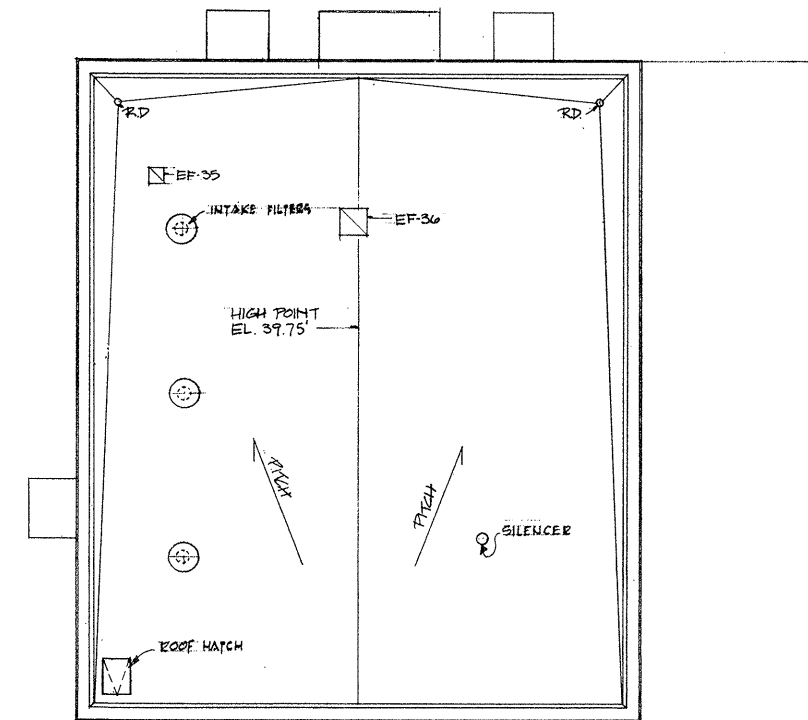 R.D
R.D.
EF-35
INTAKE FILTERS
EF-36
HIGH POINT
EL. 39.75'
PITCH
PITCH
SILENCER
ROOF HATCH